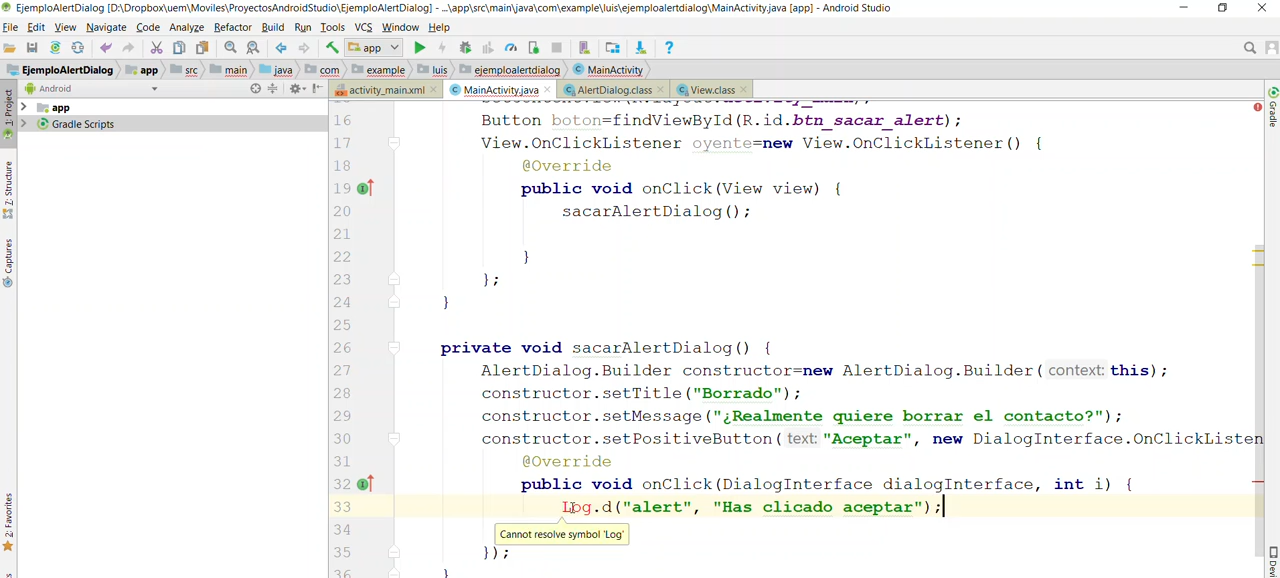 EjemploAlertDialog [D:\Dropbox\uem\Moviles\ProyectosAndroidStudio\EjemploAlertDialog] - ...\app\src\main\java\com\example\luis\ejemploalertdialog\MainActivity.java [app] - Android Studio
File Edit View Navigate Code Analyze Refactor Build Run Tools VCS Window Help
app
EjemploAlertDialog app src main java com example luis ejemploalertdialog MainActivity
Android
activity_main.xml MainActivity.java AlertDialog.class View.class
1: Project
Z: Structure
Captures
2: Favorites
app
Gradle Scripts
16 Button boton=findViewById(R.id.btn_sacar_alert);
17 View.OnClickListener oyente=new View.OnClickListener() {
18 @Override
19 public void onClick(View view) {
20 sacarAlertDialog();
21
22 }
23 };
24 }
25
26 private void sacarAlertDialog() {
27 AlertDialog.Builder constructor=new AlertDialog.Builder( context: this);
28 constructor.setTitle("Borrado");
29 constructor.setMessage("¿Realmente quiere borrar el contacto?");
30 constructor.setPositiveButton( text: "Aceptar", new DialogInterface.OnClickListen
31 @Override
32 public void onClick(DialogInterface dialogInterface, int i) {
33 Log.d("alert", "Has clicado aceptar");
34
Cannot resolve symbol 'Log'
35 });
36 }
Gradle